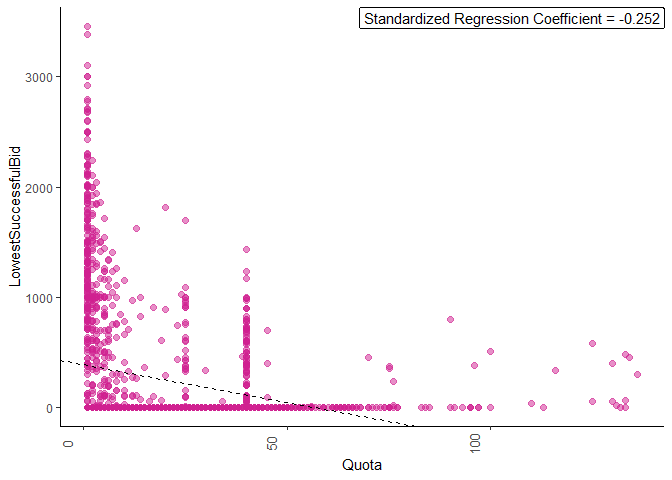 Standardized Regression Coefficient = -0.252
3000
2000
1000
0
LowestSuccessfulBid
0
50
100
Quota